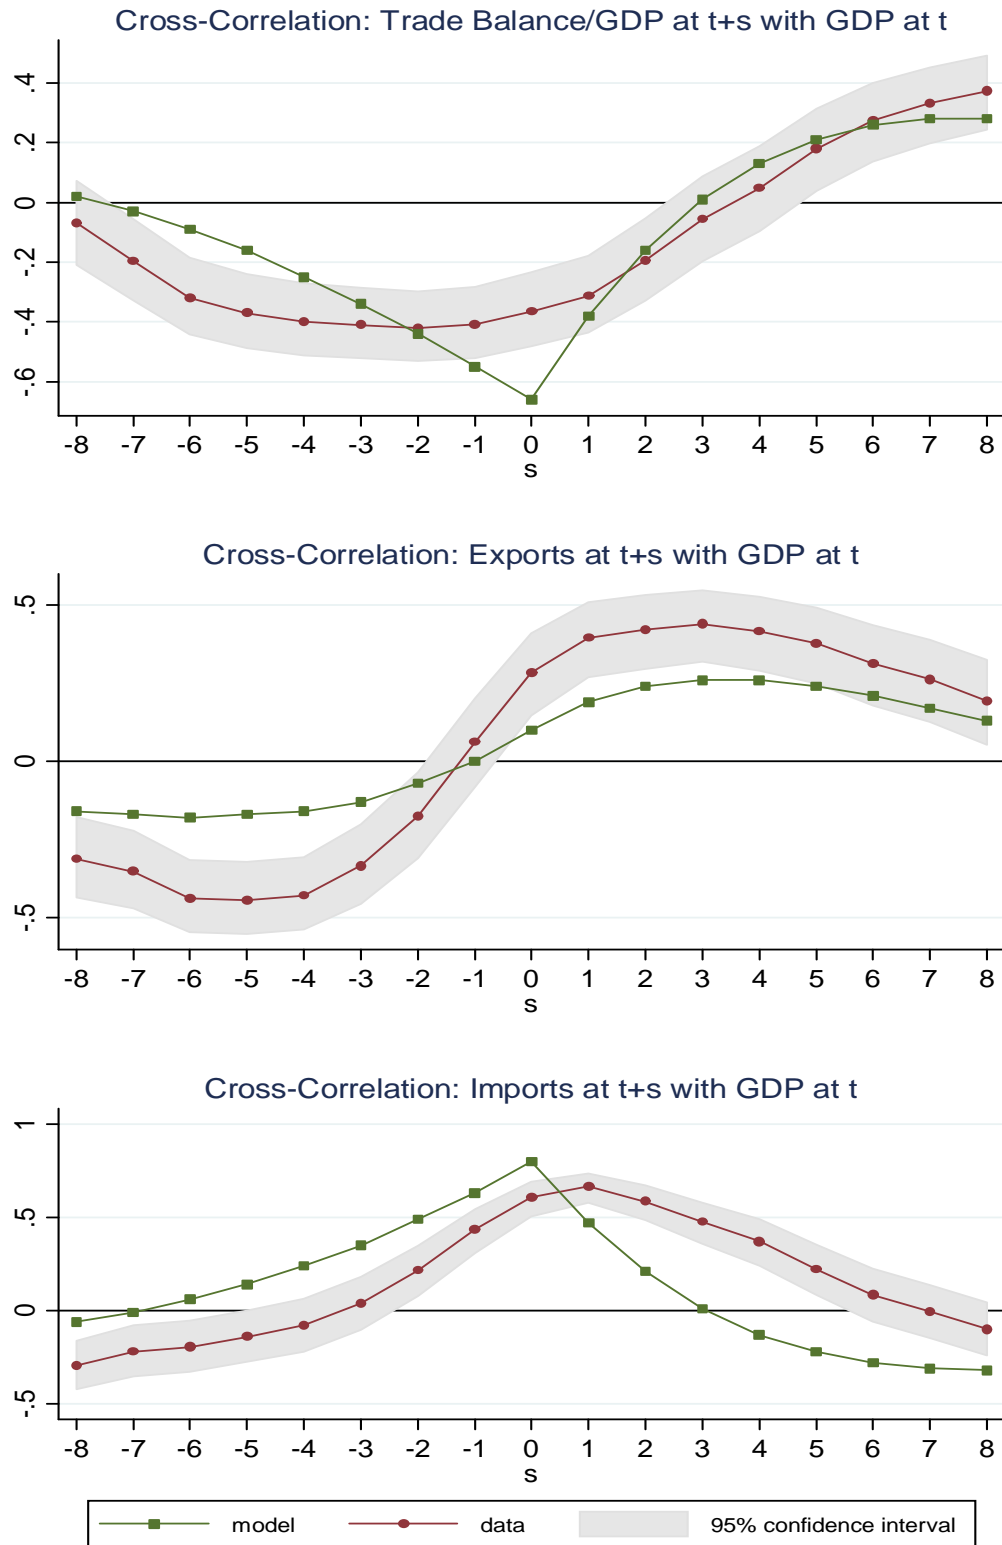 Cross-Correlation: Trade Balance/GDP at t+s with GDP at t
.4
.2
0
-.2
-.4
-.6
-8 -7 -6 -5 -4 -3 -2 -1 0 1 2 3 4 5 6 7 8
s
Cross-Correlation: Exports at t+s with GDP at t
.5
0
-.5
-8 -7 -6 -5 -4 -3 -2 -1 0 1 2 3 4 5 6 7 8
s
Cross-Correlation: Imports at t+s with GDP at t
1
.5
0
-.5
-8 -7 -6 -5 -4 -3 -2 -1 0 1 2 3 4 5 6 7 8
s
model data 95% confidence interval